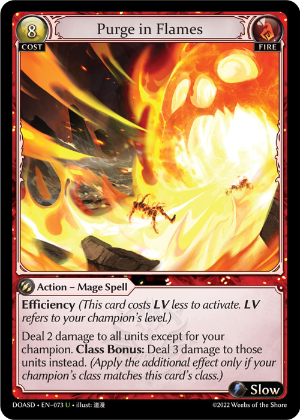 8
Purge in Flames
COST
FIRE
Action – Mage Spell
Efficiency (This card costs LV less to activate. LV
refers to your champion's level.)
Deal 2 damage to all units except for your
champion. Class Bonus: Deal 3 damage to those
units instead. (Apply the additional effect only if your
champion's class matches this card's class.)
Slow
DOASD • EN-073 U • illust:
©2022 Weebs of the Shore